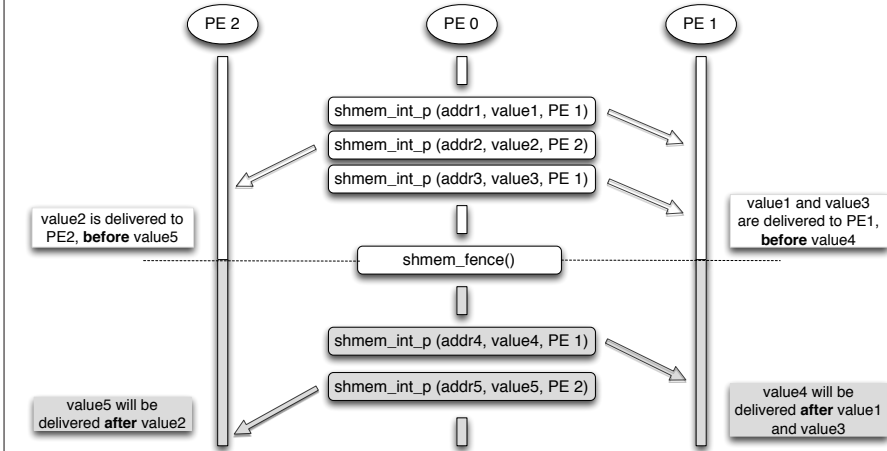 PE 2
PE 0
PE 1
shmem_int_p (addr1, value1, PE 1)
shmem_int_p (addr2, value2, PE 2)
shmem_int_p (addr3, value3, PE 1)
value2 is delivered to
PE2, before value5
value1 and value3
are delivered to PE1,
before value4
shmem_fence()
shmem_int_p (addr4, value4, PE 1)
shmem_int_p (addr5, value5, PE 2)
value5 will be
delivered after value2
value4 will be
delivered after value1
and value3